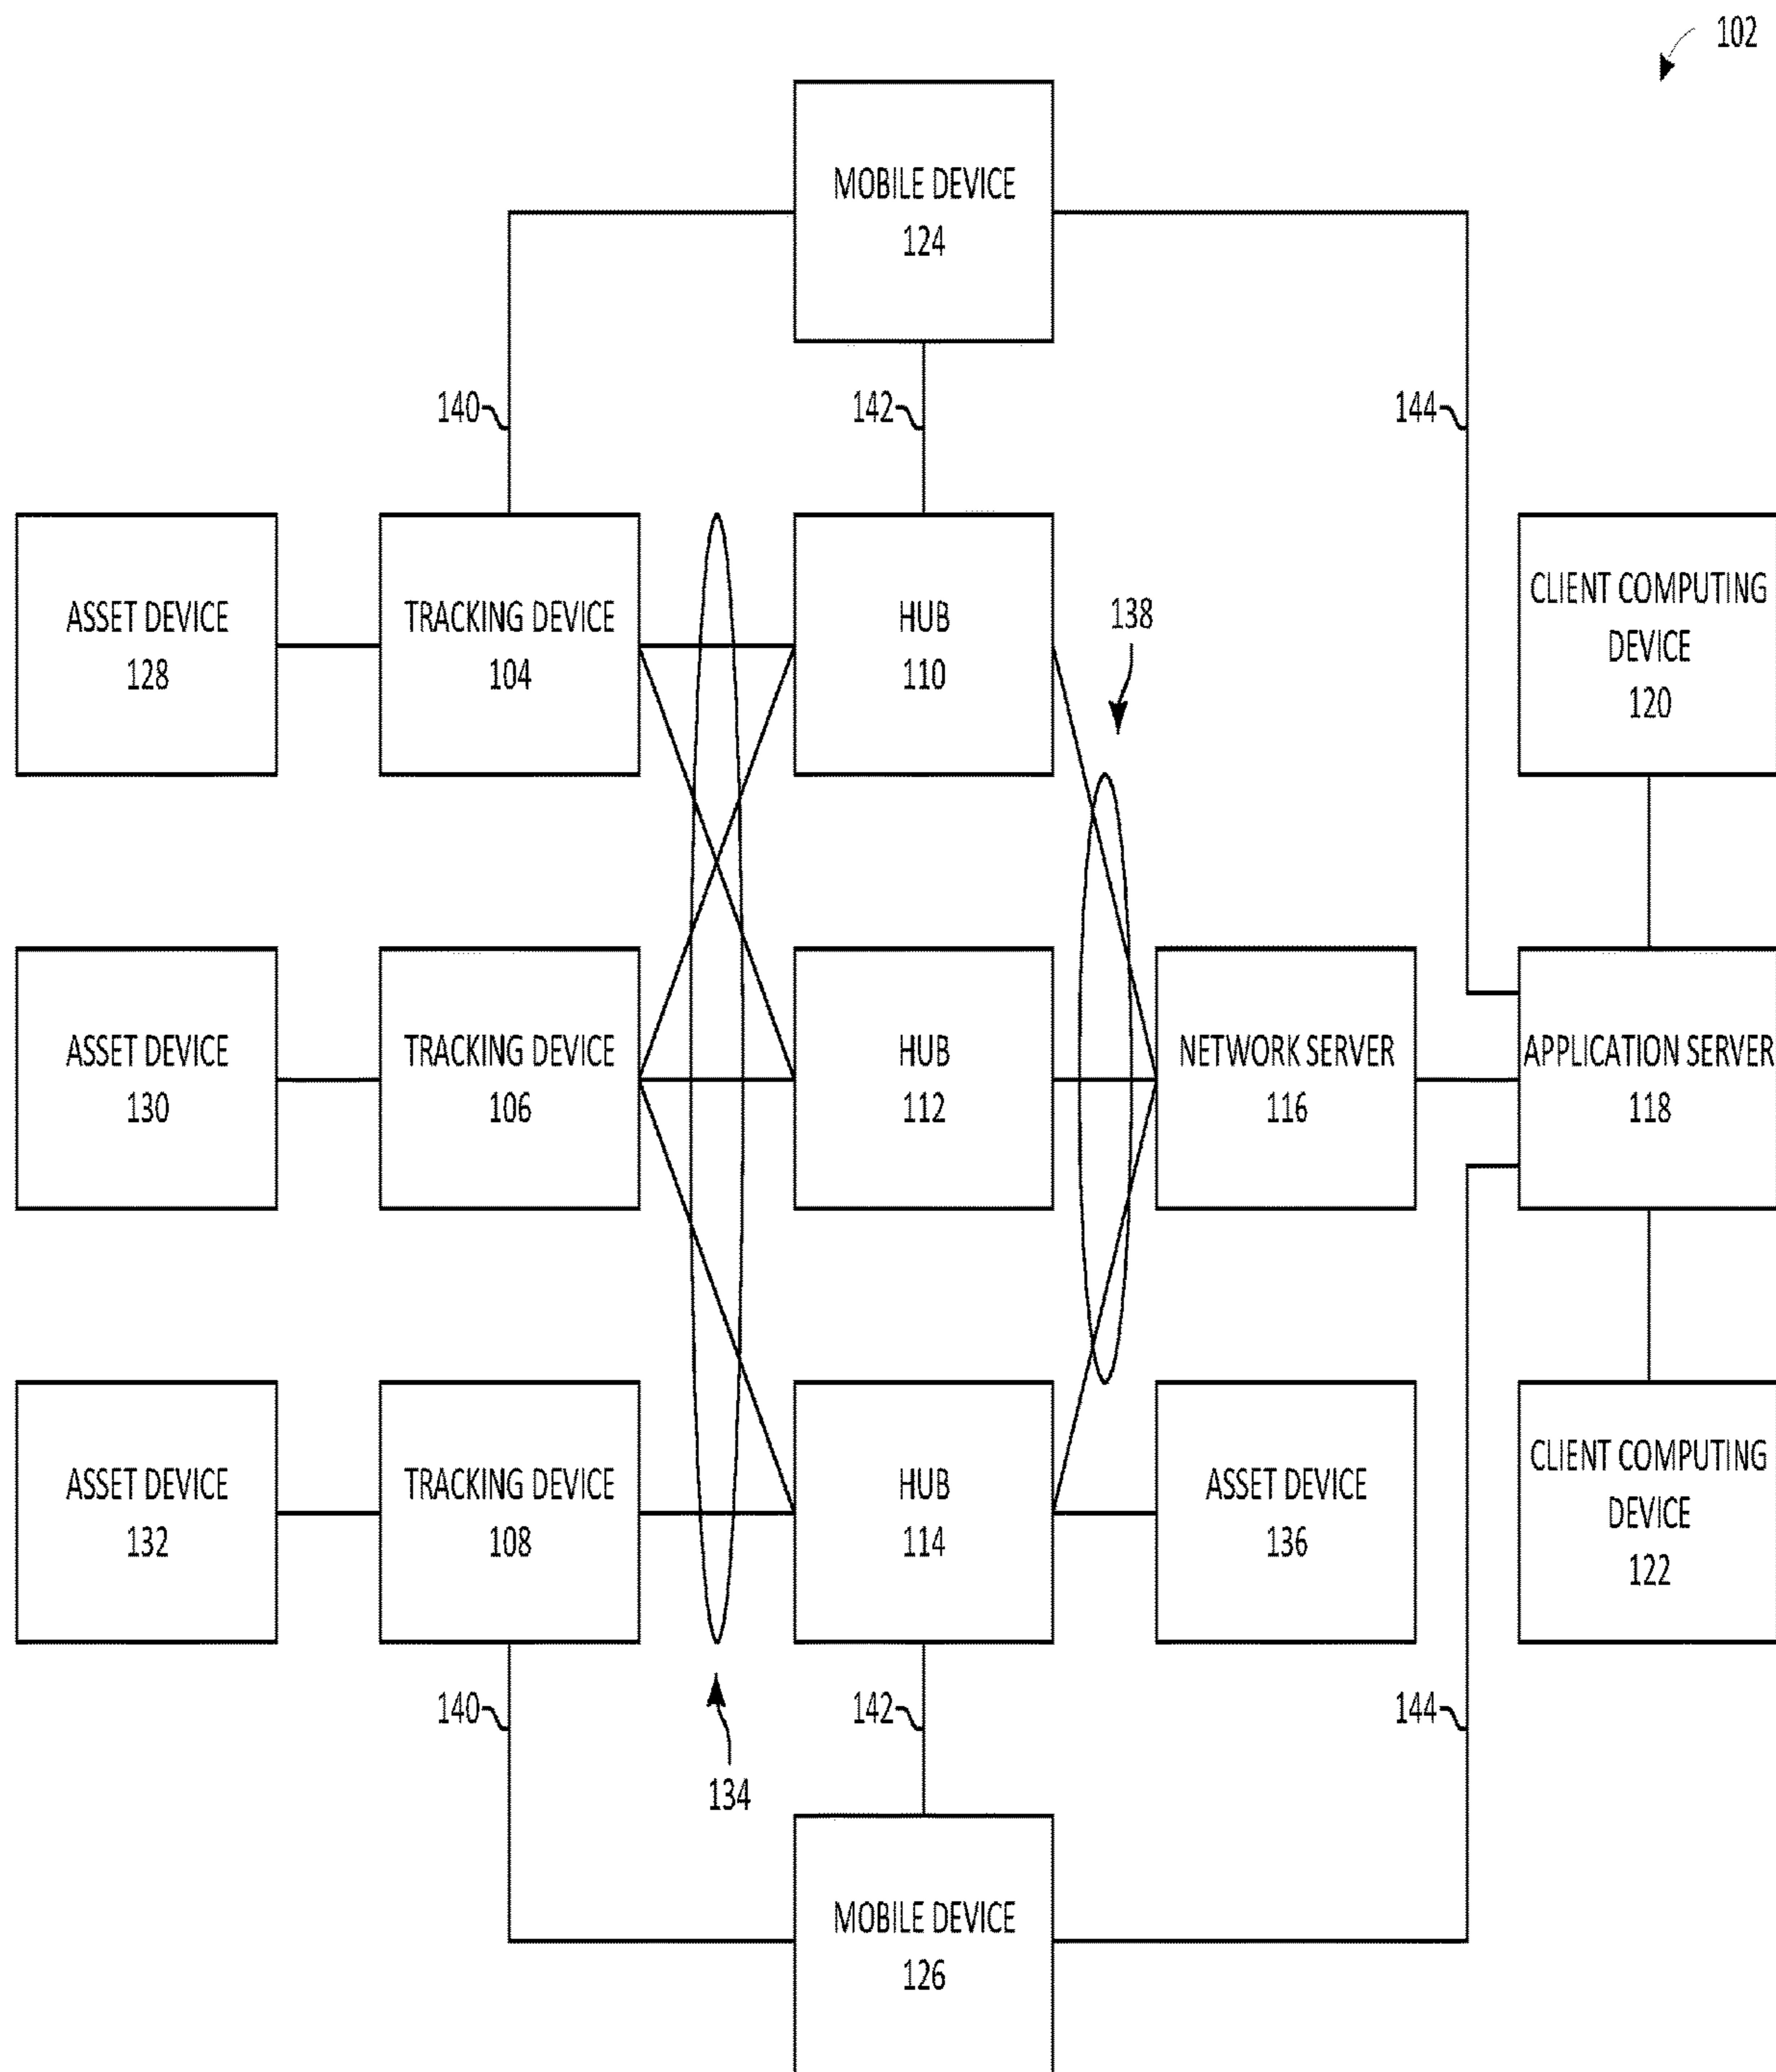 102
MOBILE DEVICE
124
140
142
144
ASSET DEVICE
128
TRACKING DEVICE
104
HUB
110
138
CLIENT COMPUTING
DEVICE
120
ASSET DEVICE
130
TRACKING DEVICE
106
HUB
112
NETWORK SERVER
116
APPLICATION SERVER
118
ASSET DEVICE
132
TRACKING DEVICE
108
HUB
114
ASSET DEVICE
136
CLIENT COMPUTING
DEVICE
122
140
142
144
134
MOBILE DEVICE
126